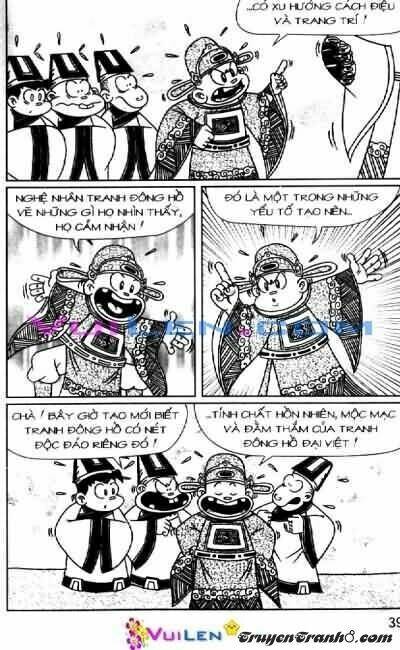 ...CÓ XU HƯỚNG CÁCH ĐIỆU
VÀ TRANG TRÍ!
NGHỆ NHÂN TRANH ĐÔNG HỒ
VẼ NHỮNG GÌ HỌ NHÌN THẤY,
HỌ CẢM NHẬN!
ĐÓ LÀ MỘT TRONG NHỮNG
YẾU TỐ TẠO NÊN...
VUILEN.COM
CHÀ! BÂY GIỜ TAO MỚI BIẾT
TRANH ĐÔNG HỒ CÓ NÉT
ĐỘC ĐÁO RIÊNG ĐÓ!
...TÍNH CHẤT HỒN NHIÊN, MỘC MẠC
VÀ ĐẰM THẮM CỦA TRANH
ĐÔNG HỒ ĐẠI VIỆT!
39
VUILEN
TruyenTranh8.com